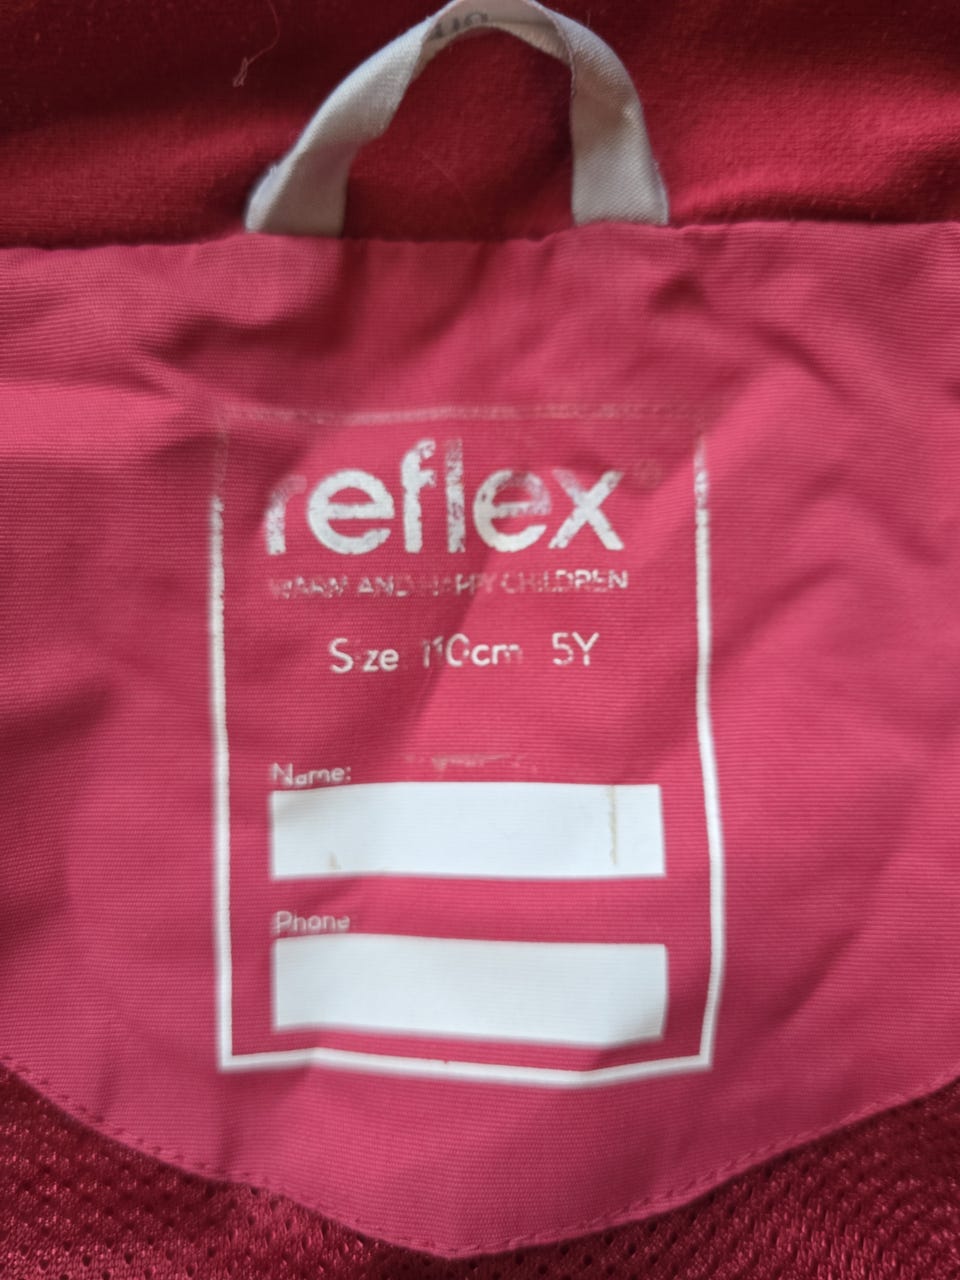 reflex®
WARM AND HAPPY CHILDREN
Size 110cm 5Y
Name:
Phone